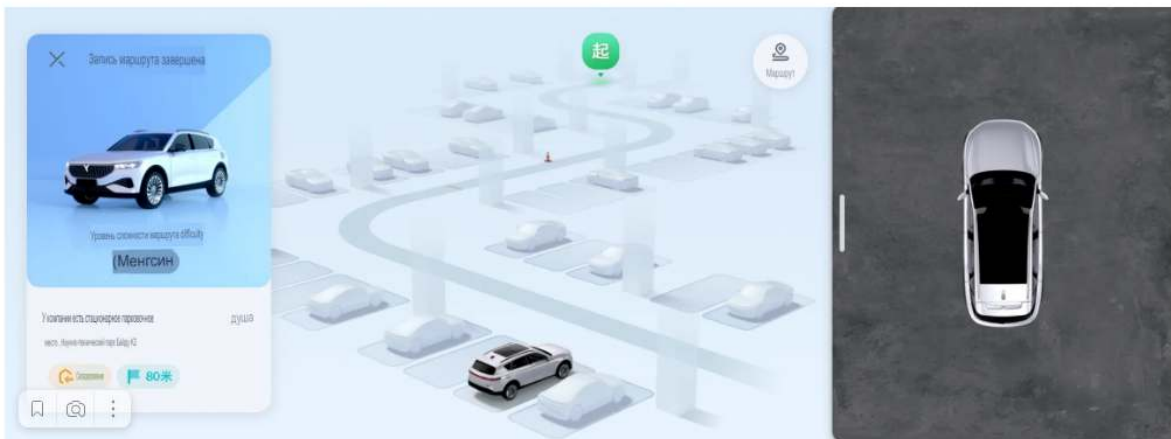 Запись маршрута завершена
起
Маршрут
Уровень сложности маршрута difficulty
(Менгсин)
У компании есть стационарное парковочное
душа
место , Научно-технический парк Байду K2
80米